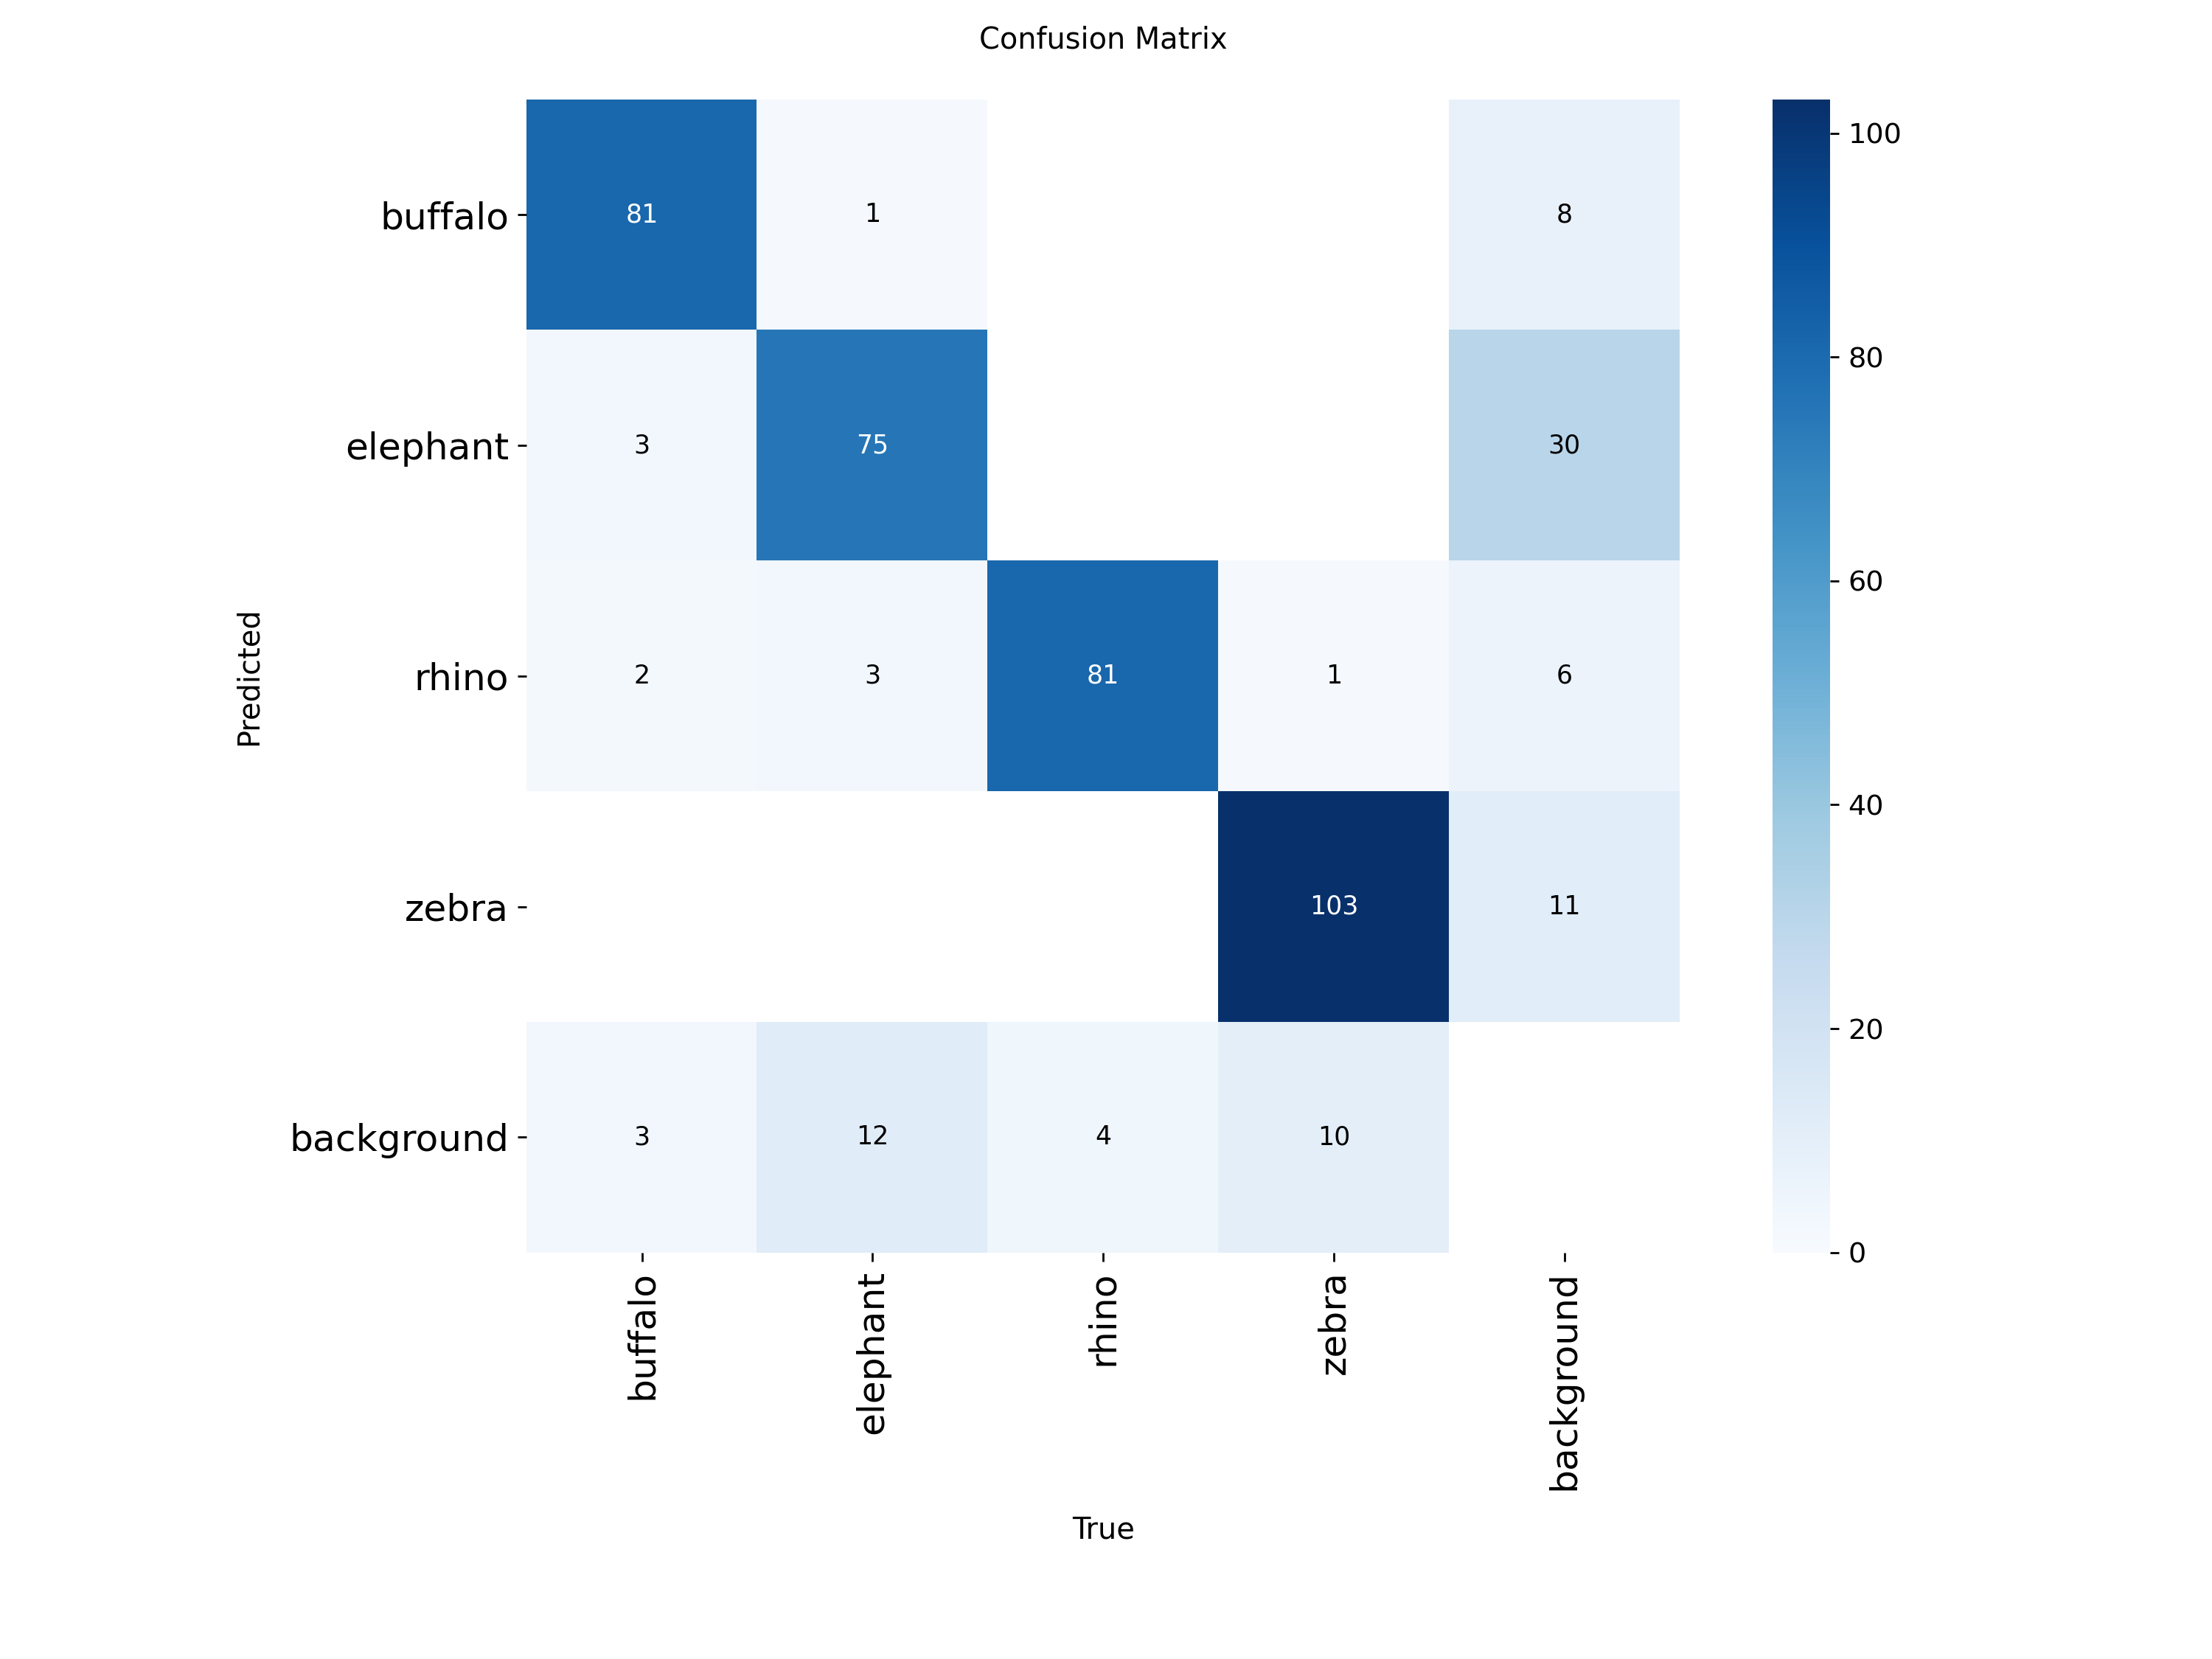 Confusion Matrix
buffalo 81 1 8
elephant 3 75 30
rhino 2 3 81 1 6
zebra 103 11
background 3 12 4 10
buffalo elephant rhino zebra background
True
Predicted
100
80
60
40
20
0